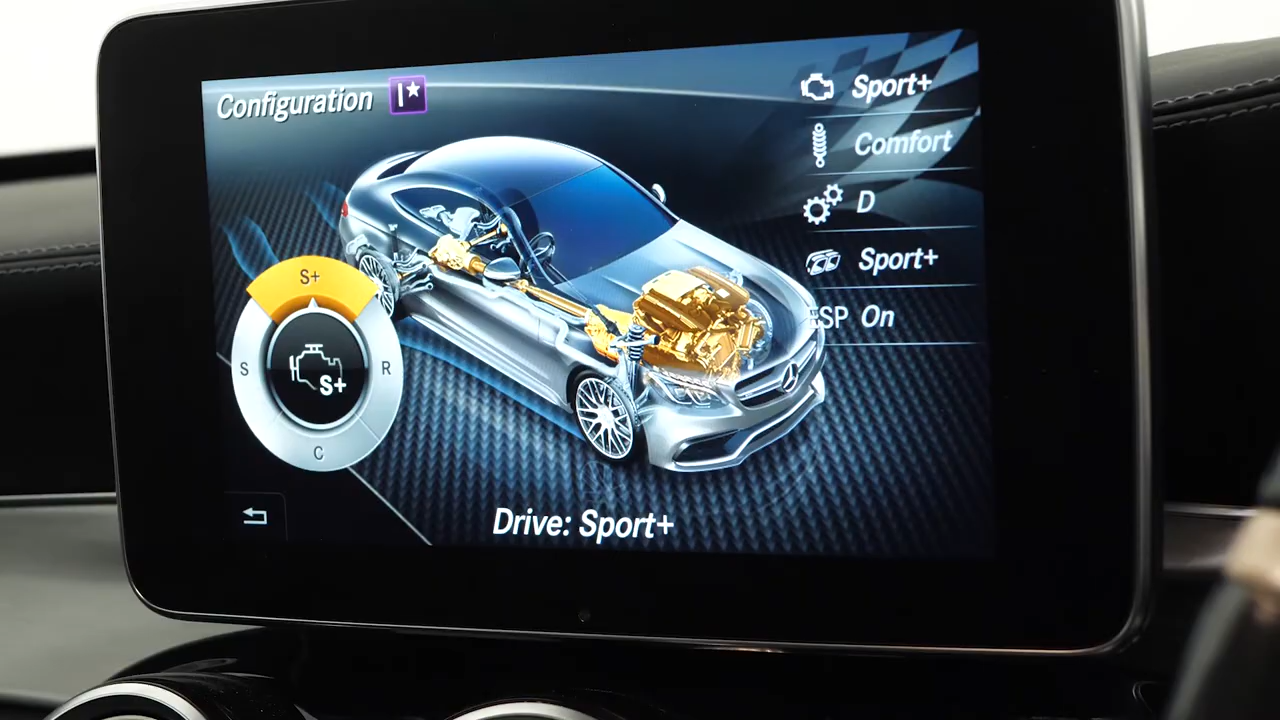 Configuration I★
Sport+
Comfort
D
Sport+
ESP On
S+
S
R
S+
C
Drive: Sport+